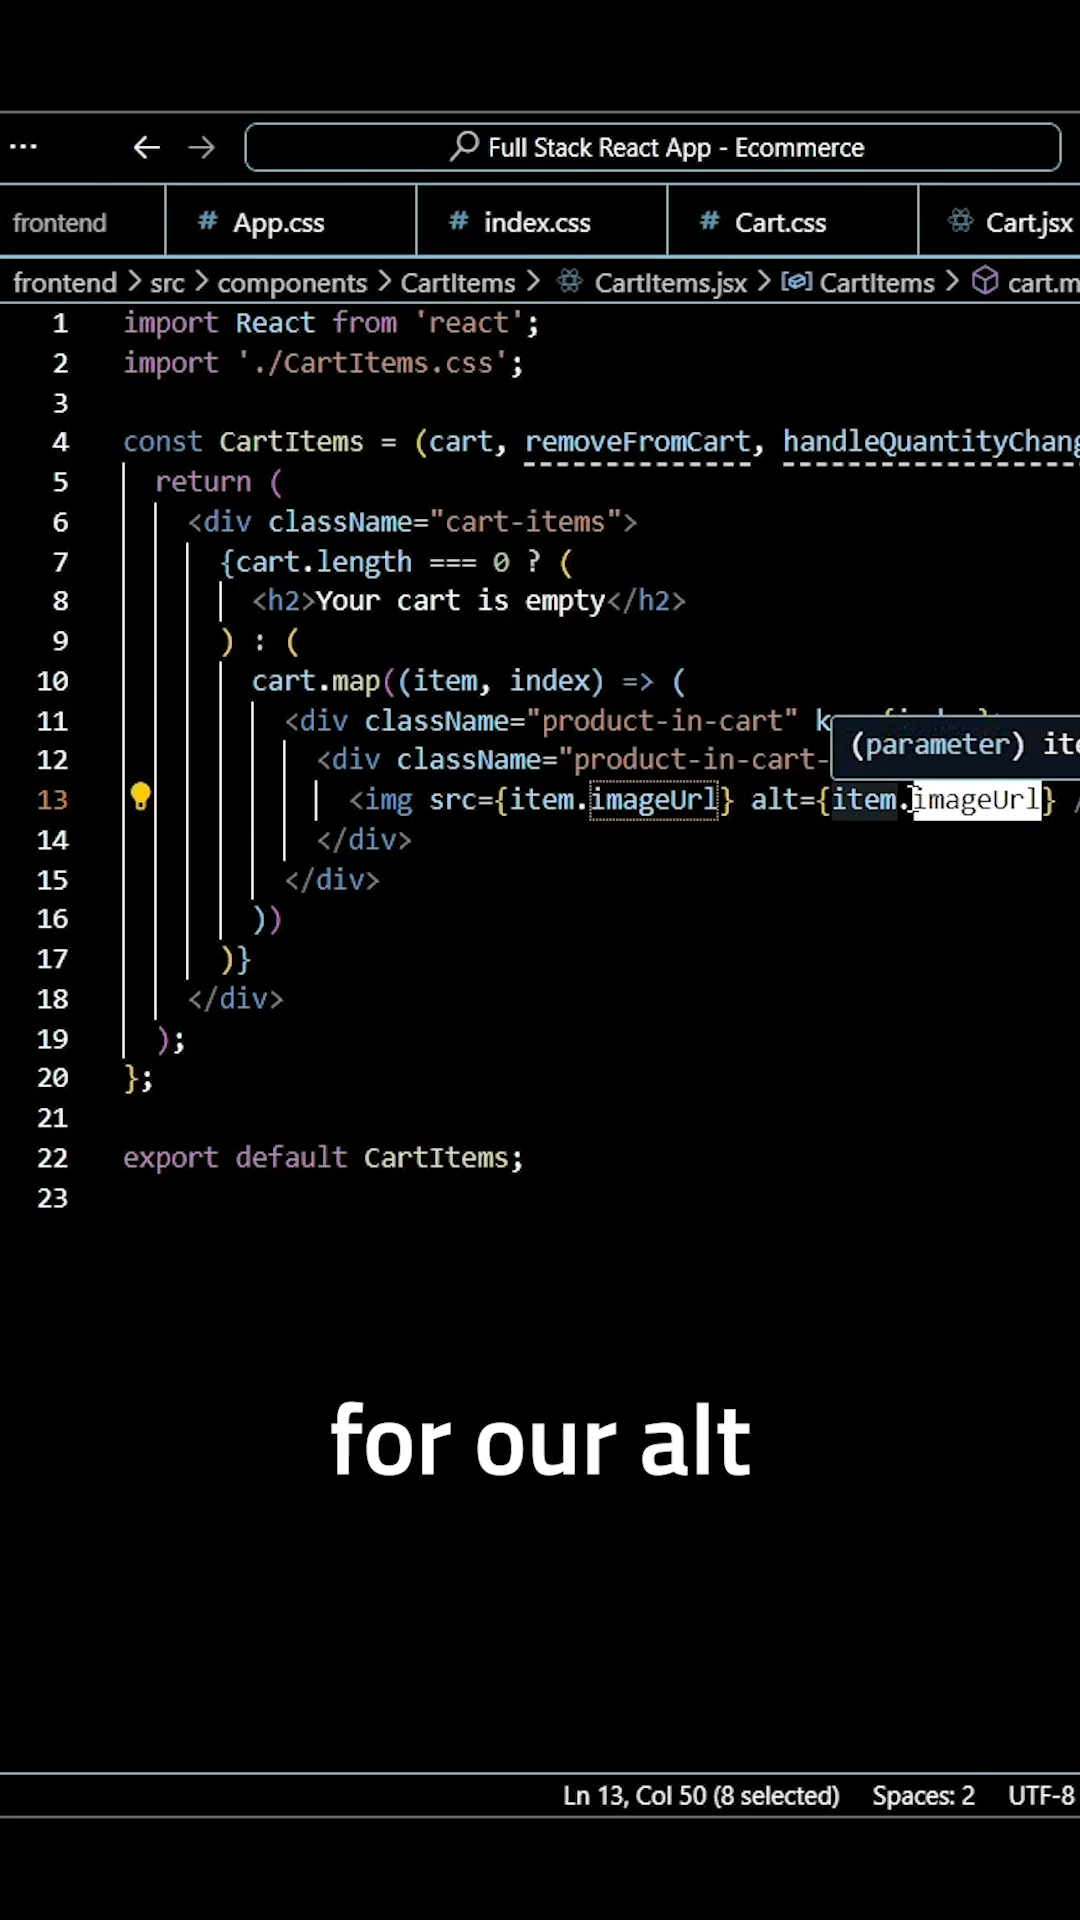 Full Stack React App - Ecommerce
frontend # App.css # index.css # Cart.css Cart.jsx
frontend > src > components > CartItems > CartItems.jsx > CartItems > cart.m
1 import React from 'react';
2 import './CartItems.css';
3
4 const CartItems = (cart, removeFromCart, handleQuantityChang
5 return (
6 <div className="cart-items">
7 {cart.length === 0 ? (
8 <h2>Your cart is empty</h2>
9 ) : (
10 cart.map((item, index) => (
11 <div className="product-in-cart" k
(parameter) ite
12 <div className="product-in-cart-
13 <img src={item.imageUrl} alt={item.imageUrl} /
14 </div>
15 </div>
16 ))
17 )}
18 </div>
19 );
20 };
21
22 export default CartItems;
23
for our alt
Ln 13, Col 50 (8 selected) Spaces: 2 UTF-8